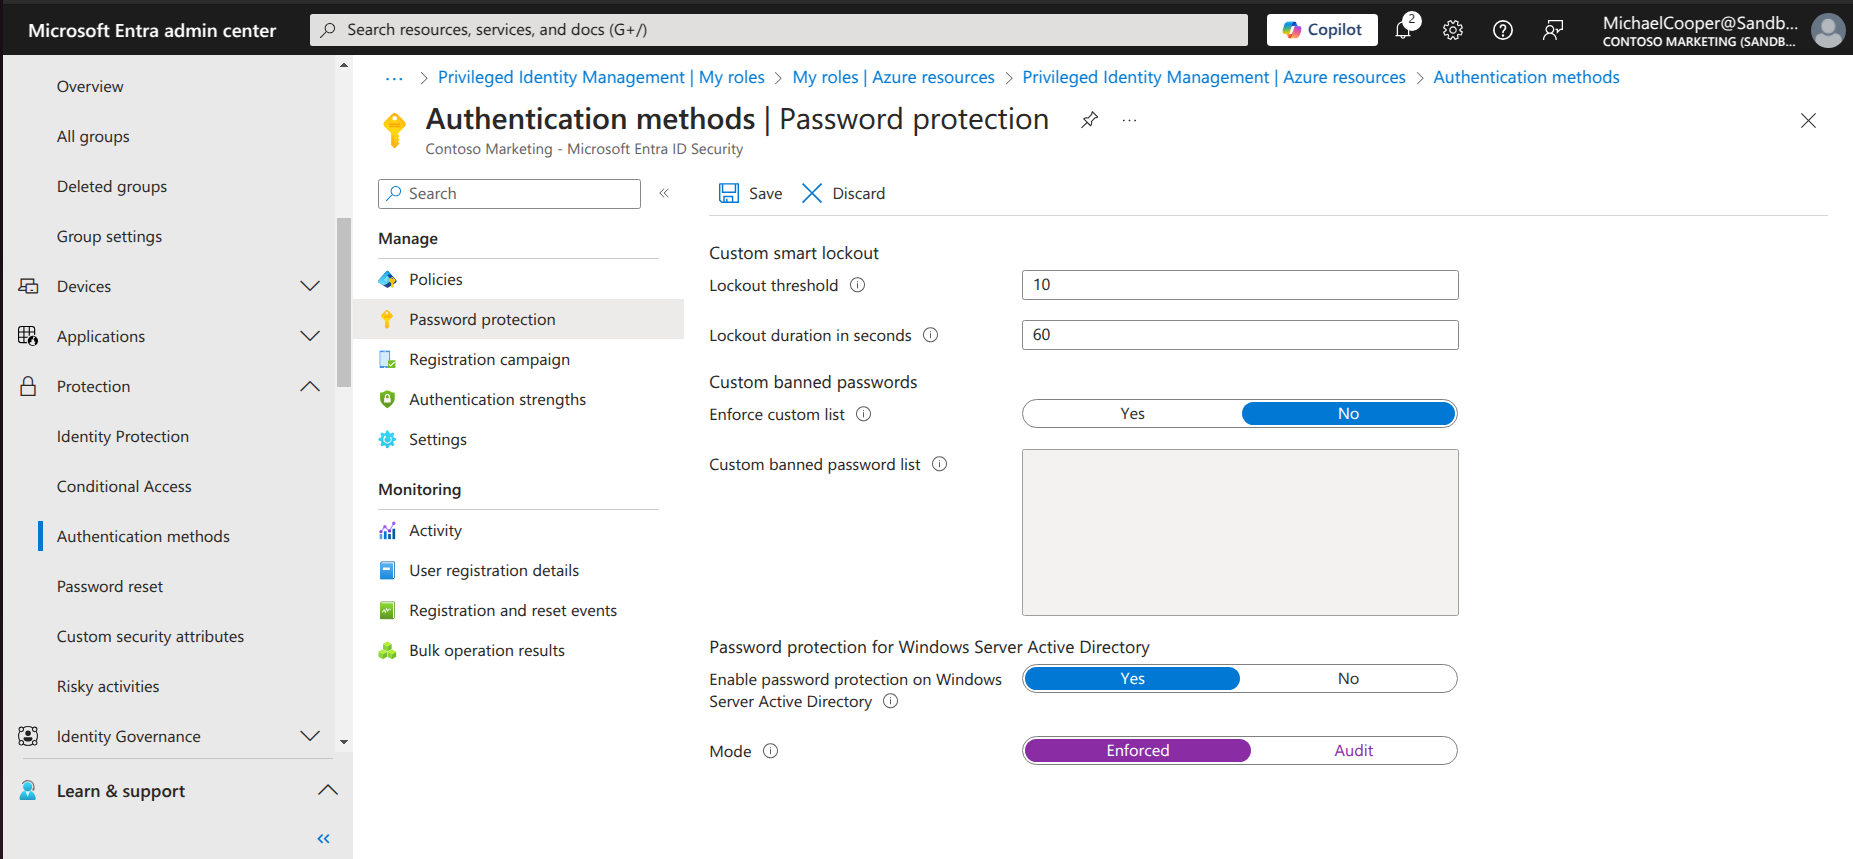 Microsoft Entra admin center
Search resources, services, and docs (G+/)
Copilot
2
MichaelCooper@Sandb...
CONTOSO MARKETING (SANDB...
Overview
All groups
Deleted groups
Group settings
Devices
Applications
Protection
Identity Protection
Conditional Access
Authentication methods
Password reset
Custom security attributes
Risky activities
Identity Governance
Learn & support
... > Privileged Identity Management | My roles > My roles | Azure resources > Privileged Identity Management | Azure resources > Authentication methods
Authentication methods | Password protection ...
Contoso Marketing - Microsoft Entra ID Security
Search
Manage
Policies
Password protection
Registration campaign
Authentication strengths
Settings
Monitoring
Activity
User registration details
Registration and reset events
Bulk operation results
Save Discard
Custom smart lockout
Lockout threshold 10
Lockout duration in seconds 60
Custom banned passwords
Enforce custom list Yes No
Custom banned password list
Password protection for Windows Server Active Directory
Enable password protection on Windows Yes No
Server Active Directory
Mode Enforced Audit